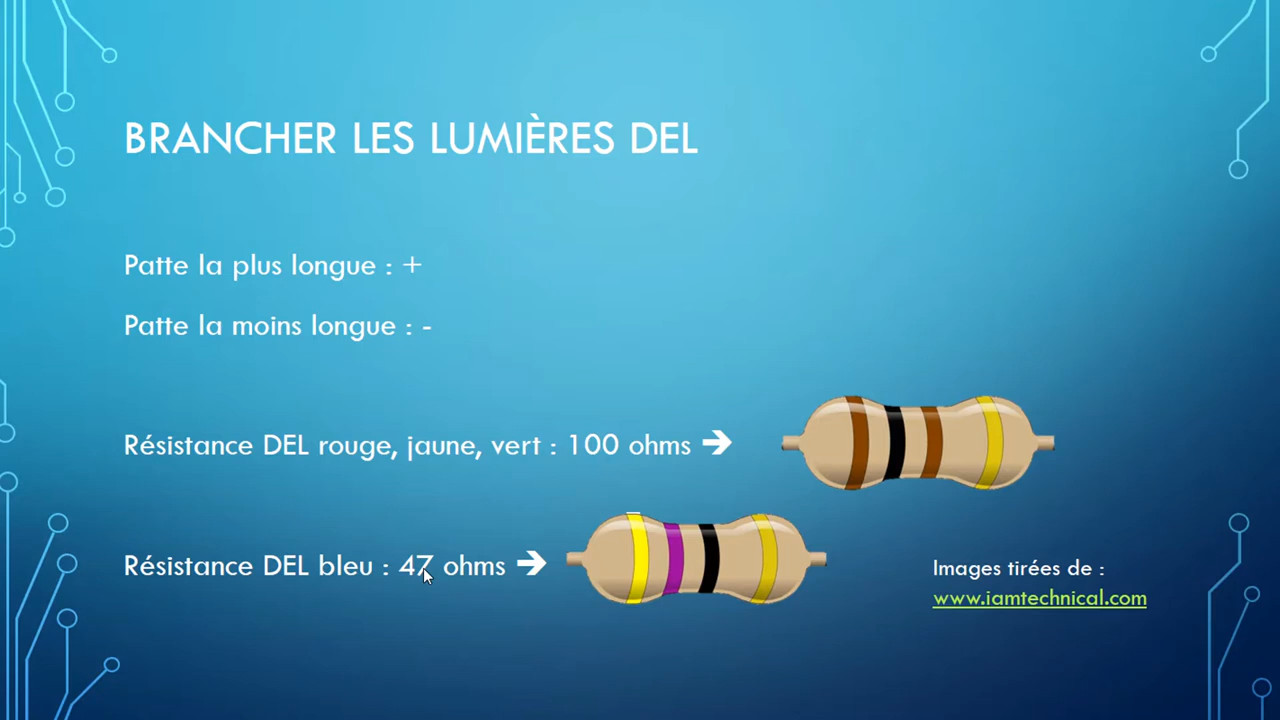 BRANCHER LES LUMIÈRES DEL
Patte la plus longue : +
Patte la moins longue : -
Résistance DEL rouge, jaune, vert : 100 ohms ➔
Résistance DEL bleu : 47 ohms ➔
Images tirées de :
www.iamtechnical.com